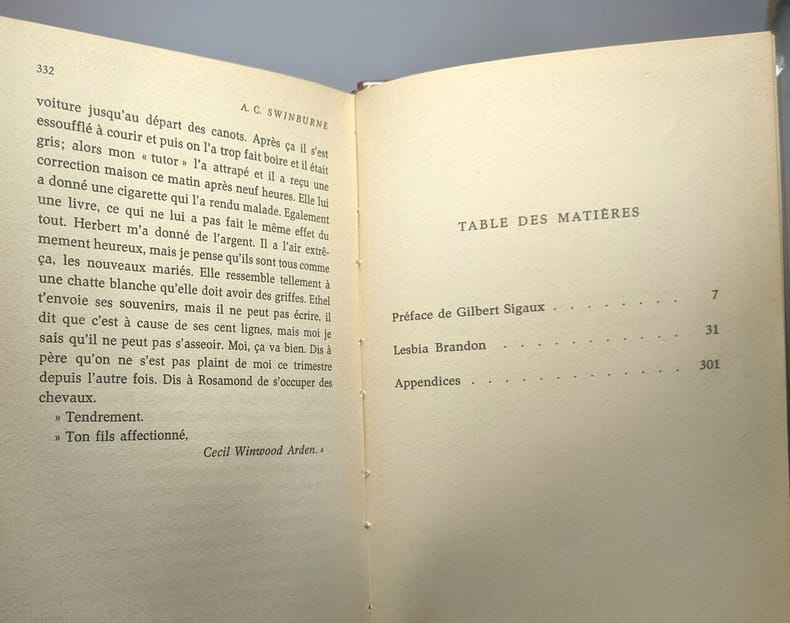 332
A. C. SWINBURNE
voiture jusqu'au départ des canots. Après ça il s'est
essoufflé à courir et puis on l'a trop fait boire et il était
gris; alors mon « tutor » l'a attrapé et il a reçu une
correction maison ce matin après neuf heures. Elle lui
a donné une cigarette qui l'a rendu malade. Egalement
une livre, ce qui ne lui a pas fait le même effet du
tout. Herbert m'a donné de l'argent. Il a l'air extrê-
mement heureux, mais je pense qu'ils sont tous comme
ça, les nouveaux mariés. Elle ressemble tellement à
une chatte blanche qu'elle doit avoir des griffes. Ethel
t'envoie ses souvenirs, mais il ne peut pas écrire, il
dit que c'est à cause de ses cent lignes, mais moi je
sais qu'il ne peut pas s'asseoir. Moi, ça va bien. Dis à
père qu'on ne s'est pas plaint de moi ce trimestre
depuis l'autre fois. Dis à Rosamond de s'occuper des
chevaux.
» Tendrement.
» Ton fils affectionné,
Cecil Winwood Arden. »
TABLE DES MATIÈRES
Préface de Gilbert Sigaux . . . . . . . 7
Lesbia Brandon . . . . . . . . . . . 31
Appendices . . . . . . . . . . . . . 301